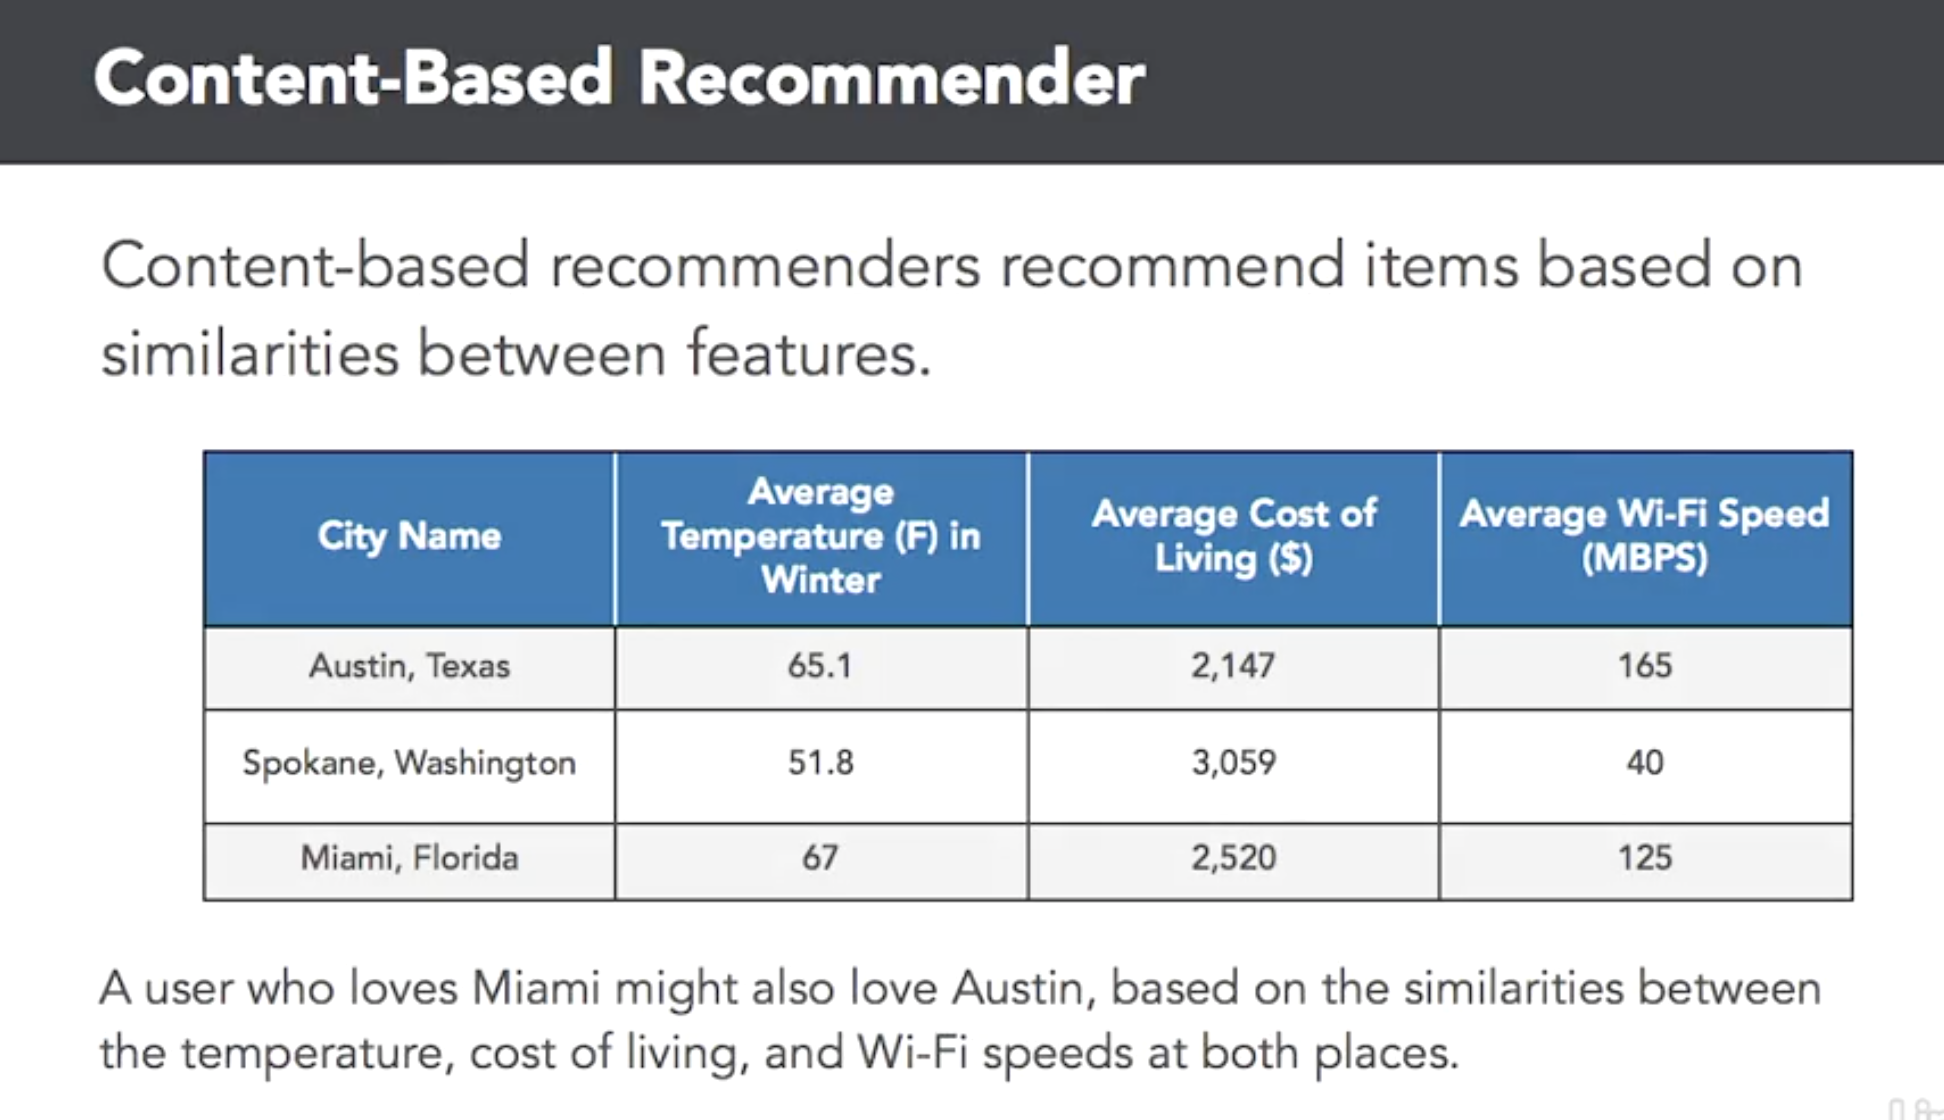 Content-Based Recommender
Content-based recommenders recommend items based on
similarities between features.
City Name
Average
Temperature (F) in
Winter
Average Cost of
Living ($)
Average Wi-Fi Speed
(MBPS)
Austin, Texas
65.1
2,147
165
Spokane, Washington
51.8
3,059
40
Miami, Florida
67
2,520
125
A user who loves Miami might also love Austin, based on the similarities between
the temperature, cost of living, and Wi-Fi speeds at both places.